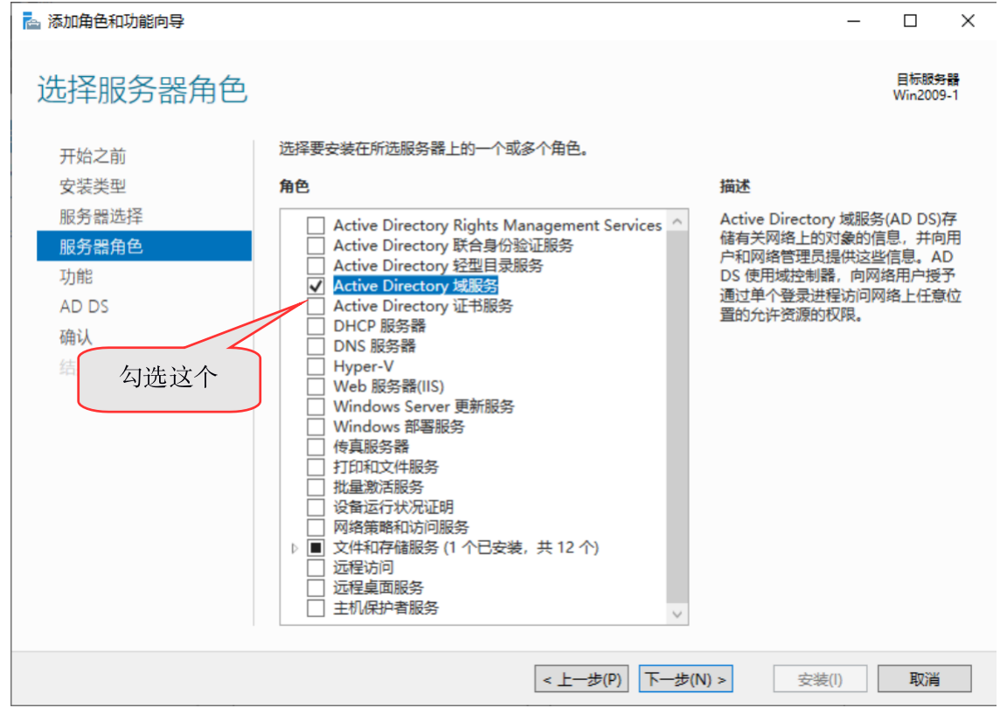 添加角色和功能向导
选择服务器角色
目标服务器
Win2009-1
开始之前
安装类型
服务器选择
服务器角色
功能
AD DS
确认
结
勾选这个
选择要安装在所选服务器上的一个或多个角色。
角色
Active Directory Rights Management Services
Active Directory 联合身份验证服务
Active Directory 轻型目录服务
Active Directory 域服务
Active Directory 证书服务
DHCP 服务器
DNS 服务器
Hyper-V
Web 服务器(IIS)
Windows Server 更新服务
Windows 部署服务
传真服务器
打印和文件服务
批量激活服务
设备运行状况证明
网络策略和访问服务
文件和存储服务 (1 个已安装，共 12 个)
远程访问
远程桌面服务
主机保护者服务
描述
Active Directory 域服务(AD DS)存
储有关网络上的对象的信息，并向用
户和网络管理员提供这些信息。AD
DS 使用域控制器，向网络用户授予
通过单个登录进程访问网络上任意位
置的允许资源的权限。
< 上一步(P)
下一步(N) >
安装(I)
取消